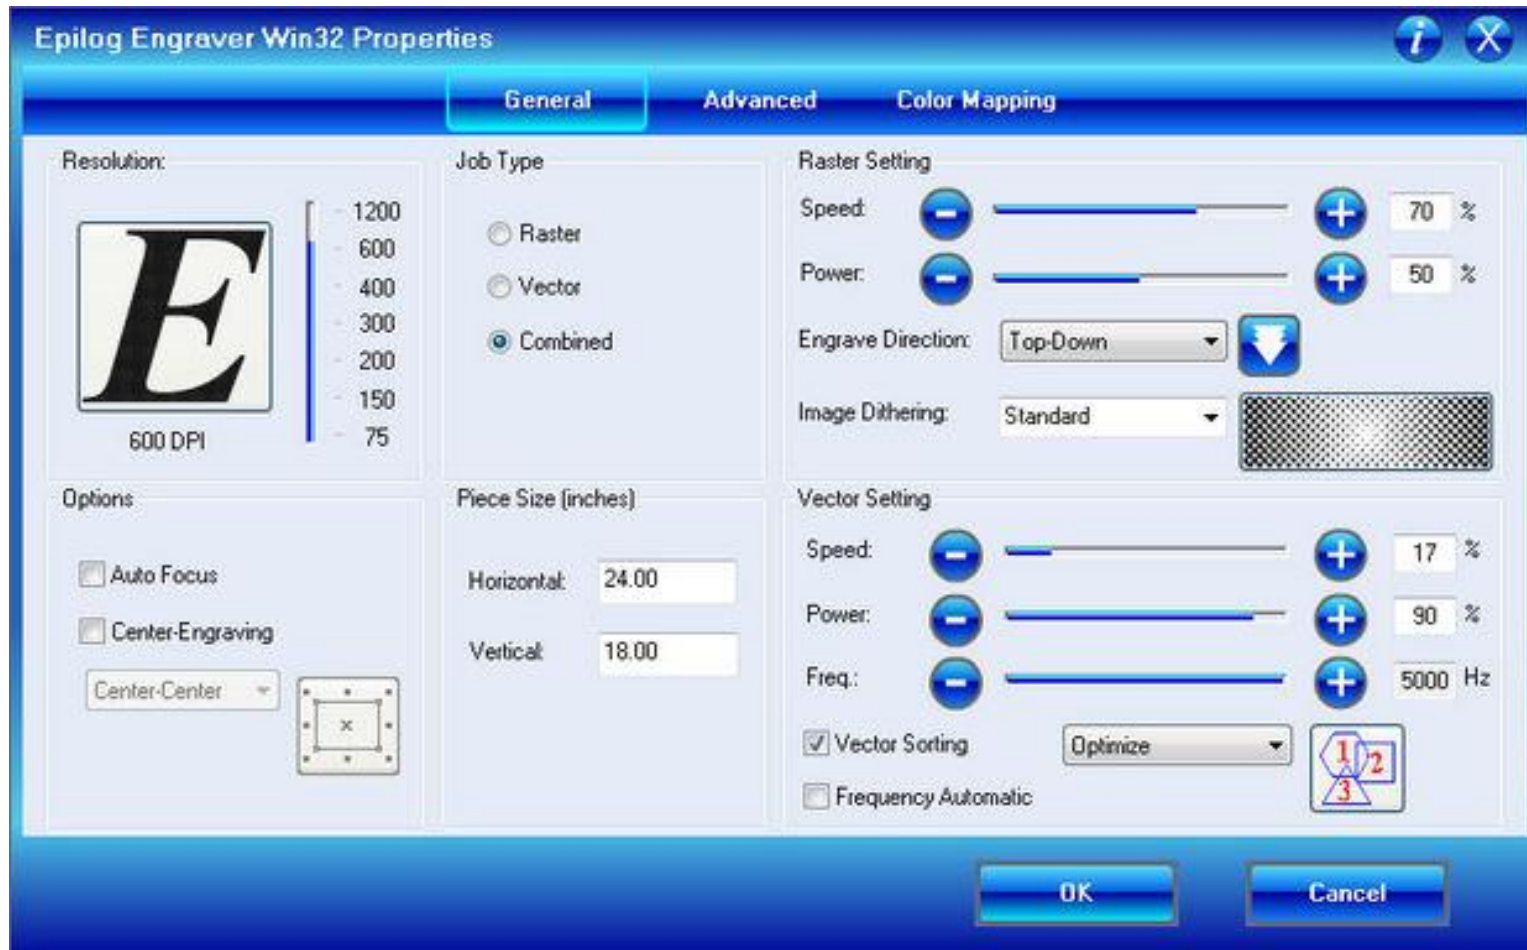 Epilog Engraver Win32 Properties
i X
General Advanced Color Mapping
Resolution:
E
600 DPI
1200
600
400
300
200
150
75
Job Type
Raster
Vector
Combined
Raster Setting
Speed: 70 %
Power: 50 %
Engrave Direction: Top-Down
Image Dithering: Standard
Options
Auto Focus
Center-Engraving
Center-Center
Piece Size (inches)
Horizontal: 24.00
Vertical: 18.00
Vector Setting
Speed: 17 %
Power: 90 %
Freq.: 5000 Hz
Vector Sorting Optimize
1 2
3
Frequency Automatic
OK Cancel